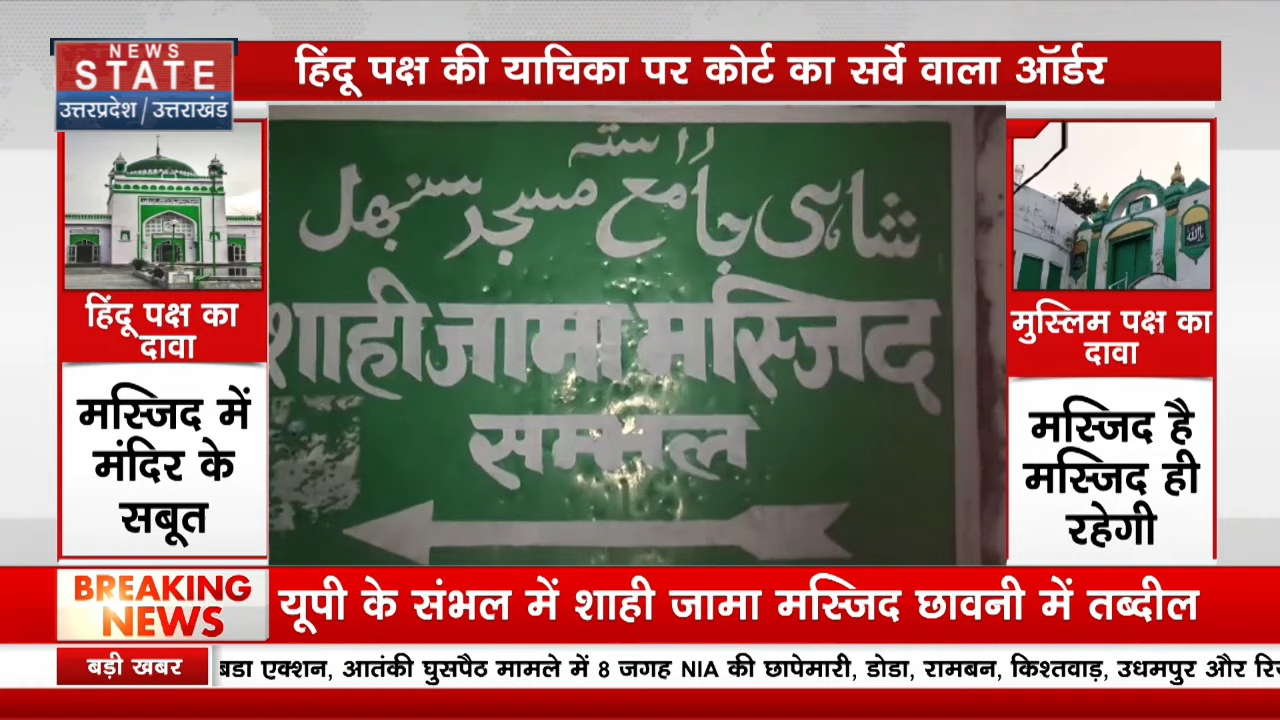 NEWS
STATE
उत्तरप्रदेश / उत्तराखंड
हिंदू पक्ष की याचिका पर कोर्ट का सर्वे वाला ऑर्डर
راستہ
شاہی جامع مسجد سنبھل
शाही जामा मस्जिद
सम्भल
हिंदू पक्ष का
दावा
मस्जिद में
मंदिर के
सबूत
मुस्लिम पक्ष का
दावा
मस्जिद है
मस्जिद ही
रहेगी
BREAKING
NEWS
यूपी के संभल में शाही जामा मस्जिद छावनी में तब्दील
बड़ी खबर
बडा एक्शन, आतंकी घुसपैठ मामले में 8 जगह NIA की छापेमारी, डोडा, रामबन, किश्तवाड़, उधमपुर और